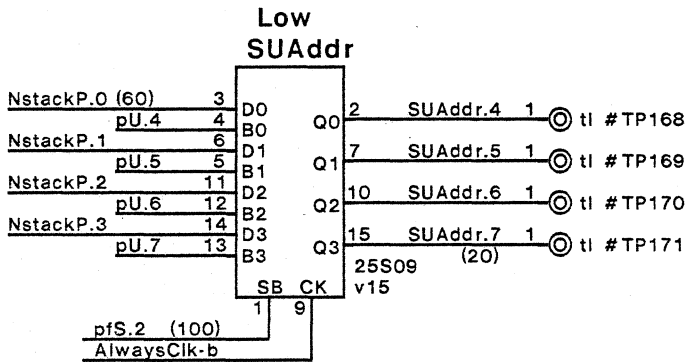 Low
SUAddr
NstackP.0 (60) 3 D0
pU.4 4 B0
NstackP.1 6 D1
pU.5 5 B1
NstackP.2 11 D2
pU.6 12 B2
NstackP.3 14 D3
pU.7 13 B3
Q0 2 SUAddr.4 1 tl #TP168
Q1 7 SUAddr.5 1 tl #TP169
Q2 10 SUAddr.6 1 tl #TP170
Q3 15 SUAddr.7 1 tl #TP171
(20)
25S09
v15
SB CK
1 9
pfS.2 (100)
AlwaysClk-b